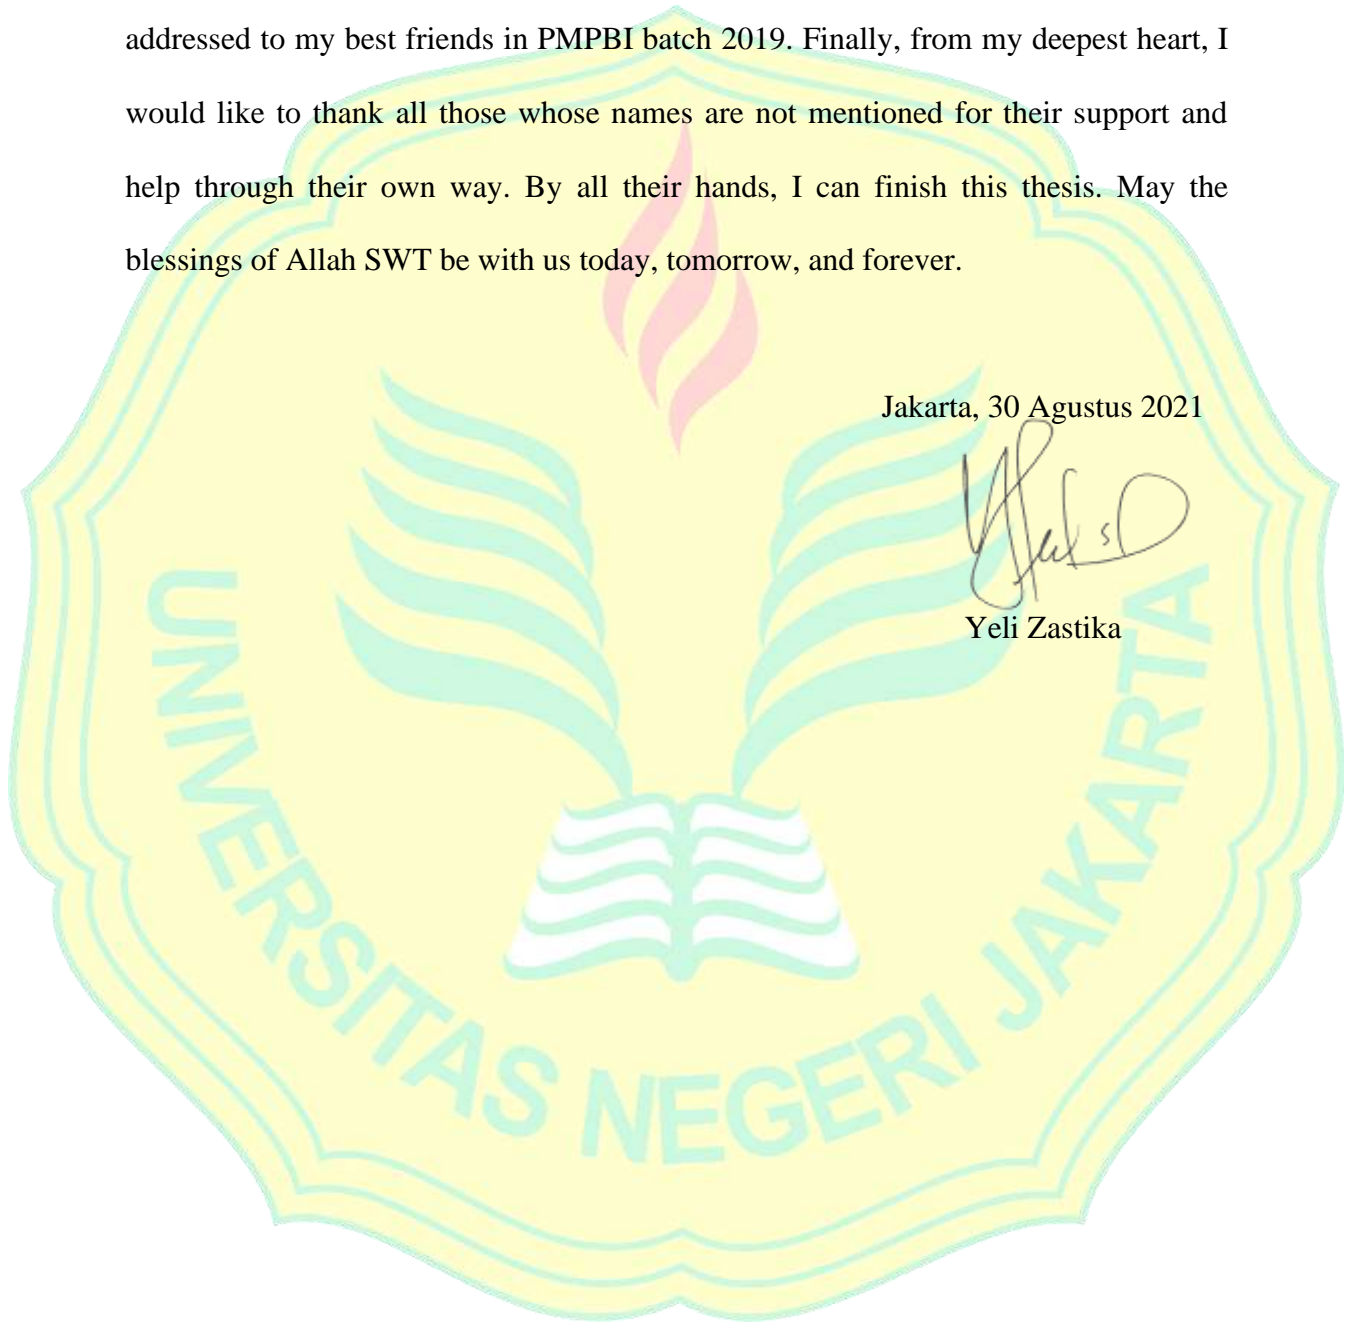 addressed to my best friends in PMPBI batch 2019. Finally, from my deepest heart, I
would like to thank all those whose names are not mentioned for their support and
help through their own way. By all their hands, I can finish this thesis. May the
blessings of Allah SWT be with us today, tomorrow, and forever.
Jakarta, 30 Agustus 2021
Yeli Zastika
UNIVERSITAS NEGERI JAKARTA